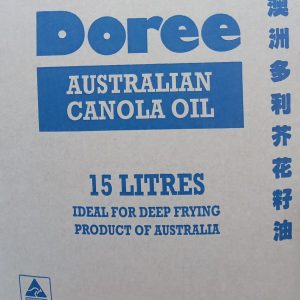 Doree
AUSTRALIAN
CANOLA OIL
15 LITRES
IDEAL FOR DEEP FRYING
PRODUCT OF AUSTRALIA
澳洲多利芥花籽油